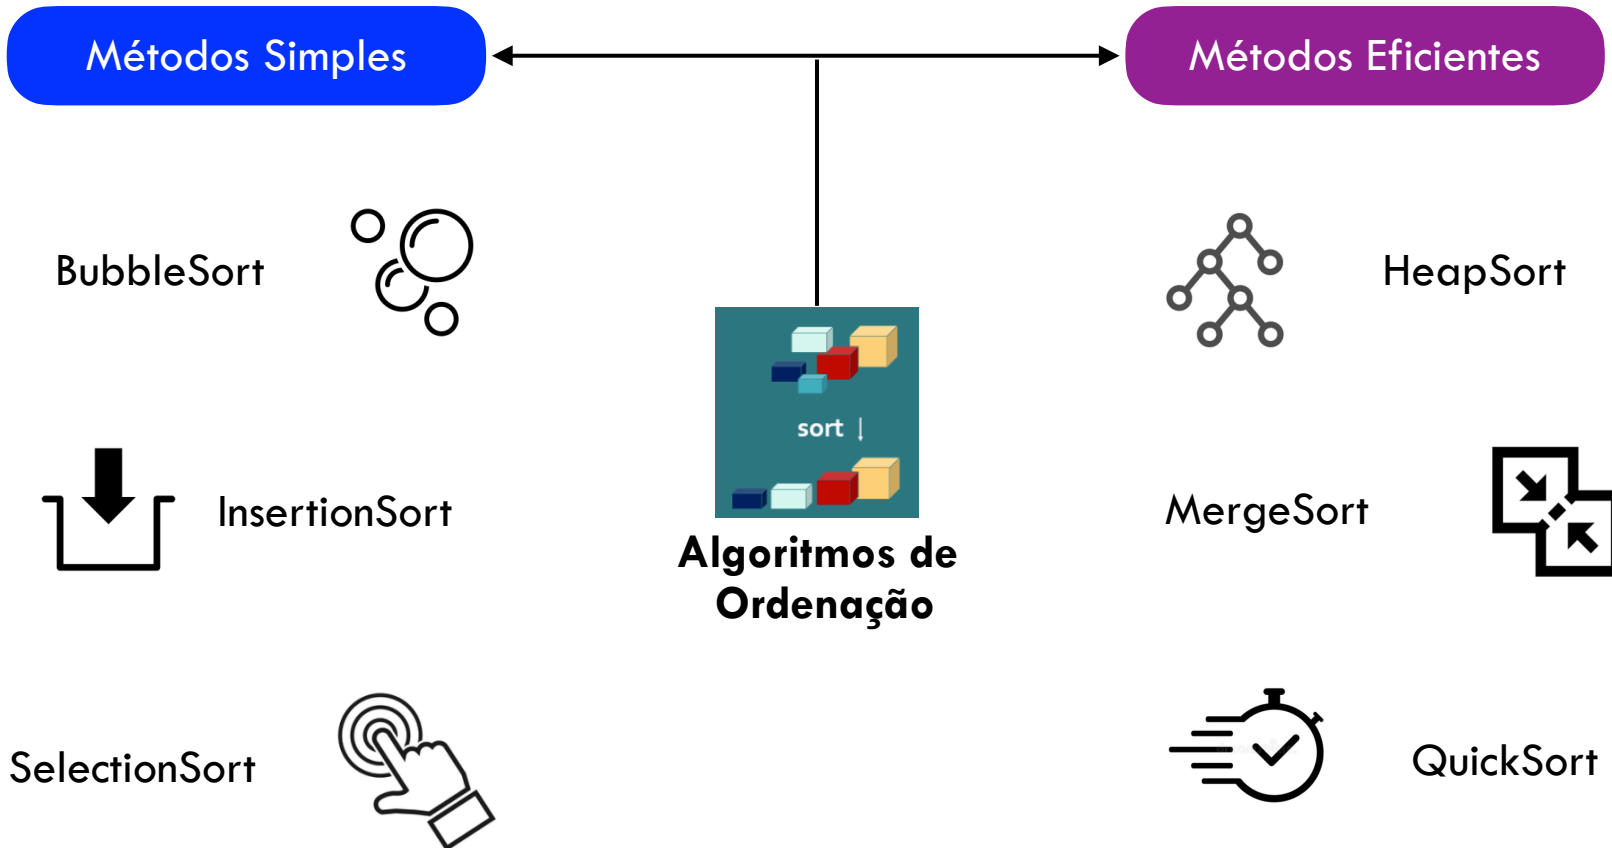 Métodos Simples
Métodos Eficientes
BubbleSort
HeapSort
sort ↓
InsertionSort
MergeSort
Algoritmos de
Ordenação
SelectionSort
QuickSort